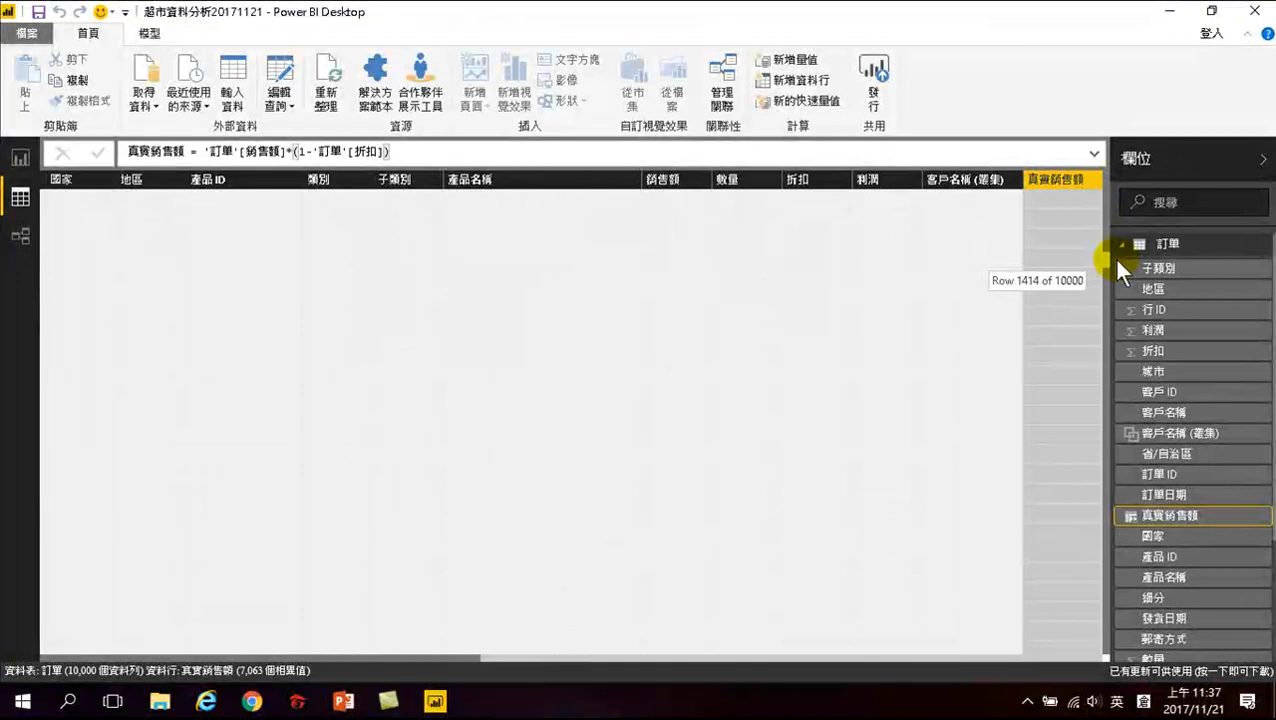 超市資料分析20171121 - Power BI Desktop
檔案 首頁 模型 登入
貼上 剪下 複製 複製格式 剪貼簿
取得資料 最近使用的來源 輸入資料 編輯查詢 重新整理 外部資料
解決方案範本 合作夥伴展示工具 資源
新增頁面 新增視覺效果 文字方塊 影像 形狀 插入
從市集 從檔案 自訂視覺效果
管理關聯 關聯性
新增量值 新增資料行 新的快速量值 計算
發行 共用
真實銷售額 = '訂單'[銷售額]*(1-'訂單'[折扣])
國家 地區 產品 ID 類別 子類別 產品名稱 銷售額 數量 折扣 利潤 客戶名稱 (叢集) 真實銷售額
Row 1414 of 10000
欄位
搜尋
訂單
子類別
地區
行 ID
利潤
折扣
城市
客戶 ID
客戶名稱
客戶名稱 (叢集)
省/自治區
訂單 ID
訂單日期
真實銷售額
國家
產品 ID
產品名稱
細分
發貨日期
郵寄方式
數量
資料表: 訂單 (10,000 個資料列) 資料行: 真實銷售額 (7,063 個相異值)
已有更新可供使用 (按一下即可下載)
英
上午 11:37
2017/11/21